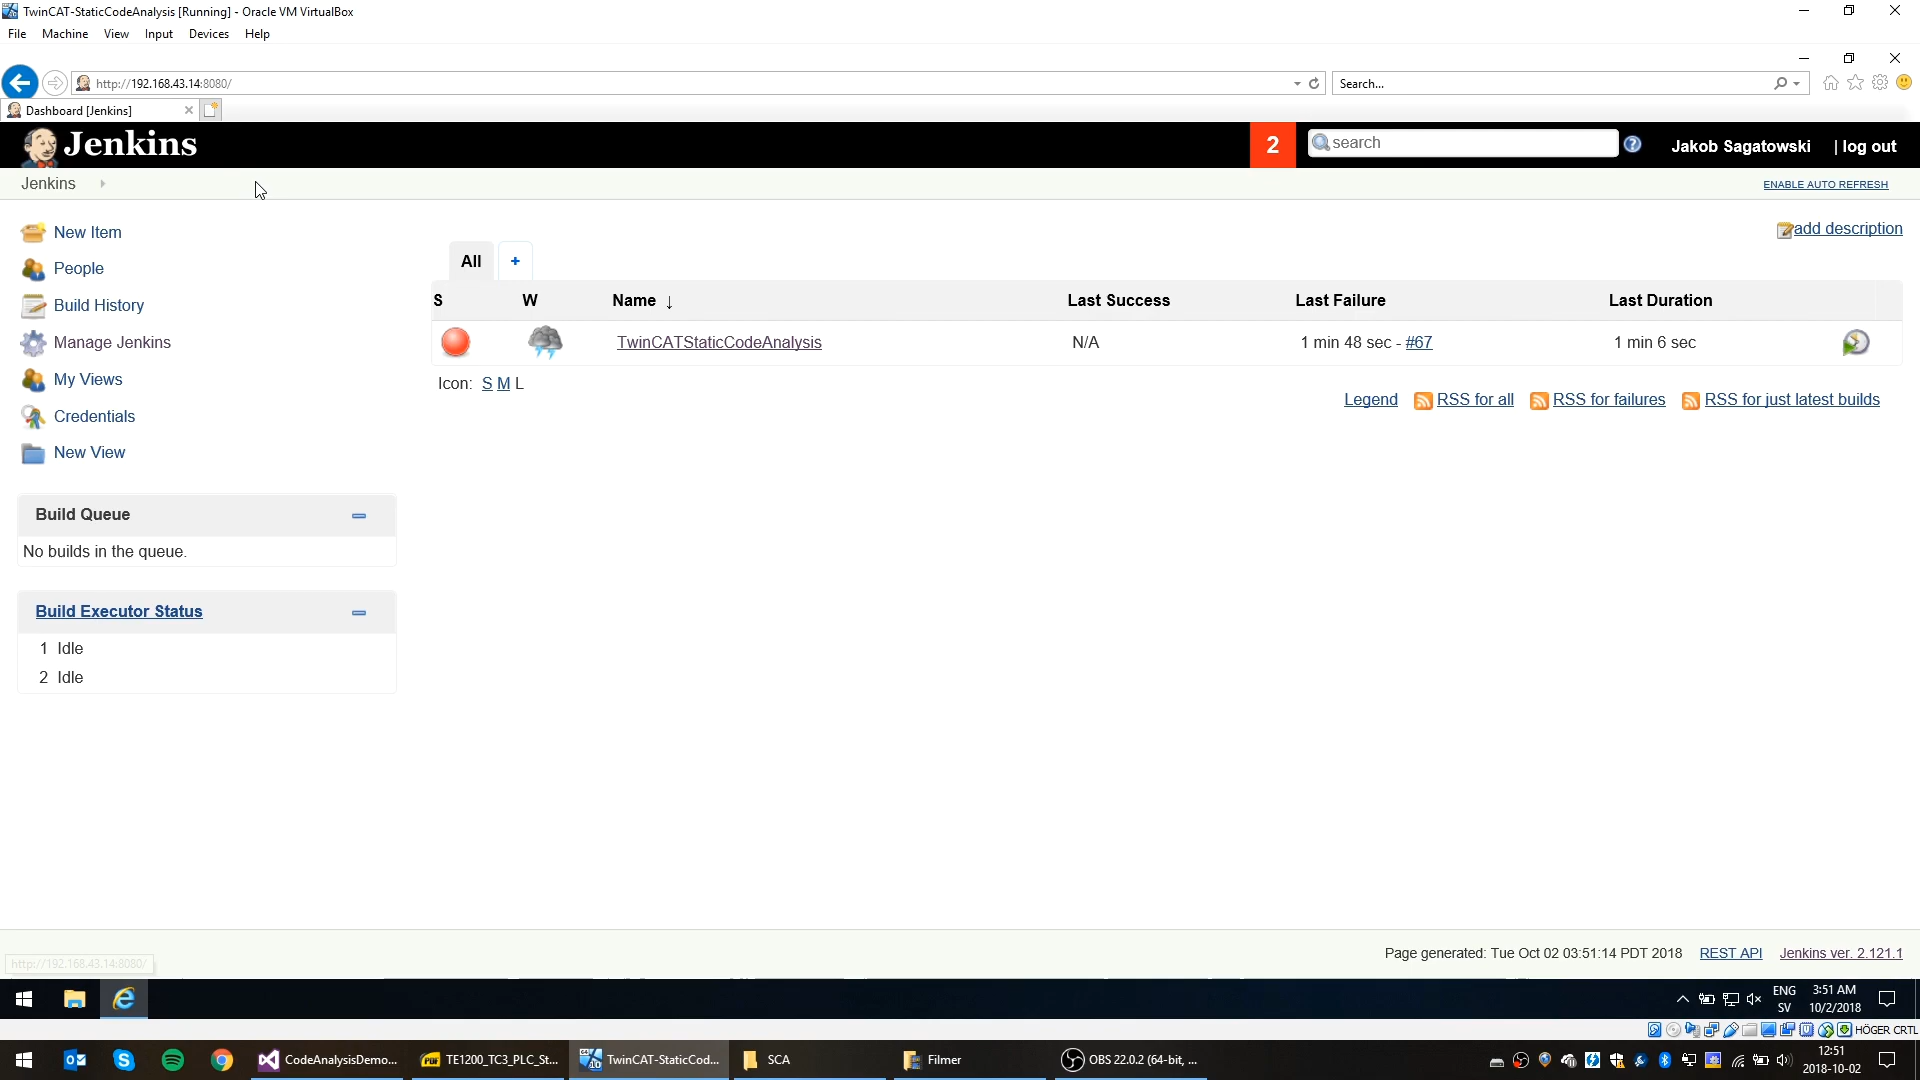 TwinCAT-StaticCodeAnalysis [Running] - Oracle VM VirtualBox
File Machine View Input Devices Help
http://192.168.43.14:8080/
Search...
Dashboard [Jenkins]
Jenkins
2
search
Jakob Sagatowski | log out
Jenkins
ENABLE AUTO REFRESH
New Item
add description
People
All +
Build History
S W Name ↓ Last Success Last Failure Last Duration
Manage Jenkins
TwinCATStaticCodeAnalysis N/A 1 min 48 sec - #67 1 min 6 sec
My Views
Icon: S M L
Credentials
Legend RSS for all RSS for failures RSS for just latest builds
New View
Build Queue
No builds in the queue.
Build Executor Status
1 Idle
2 Idle
Page generated: Tue Oct 02 03:51:14 PDT 2018 REST API Jenkins ver. 2.121.1
http://192.168.43.14:8080/
ENG
SV
3:51 AM
10/2/2018
HÖGER CRTL
CodeAnalysisDemo...
TE1200_TC3_PLC_St...
TwinCAT-StaticCod...
SCA
Filmer
OBS 22.0.2 (64-bit, ...
12:51
2018-10-02